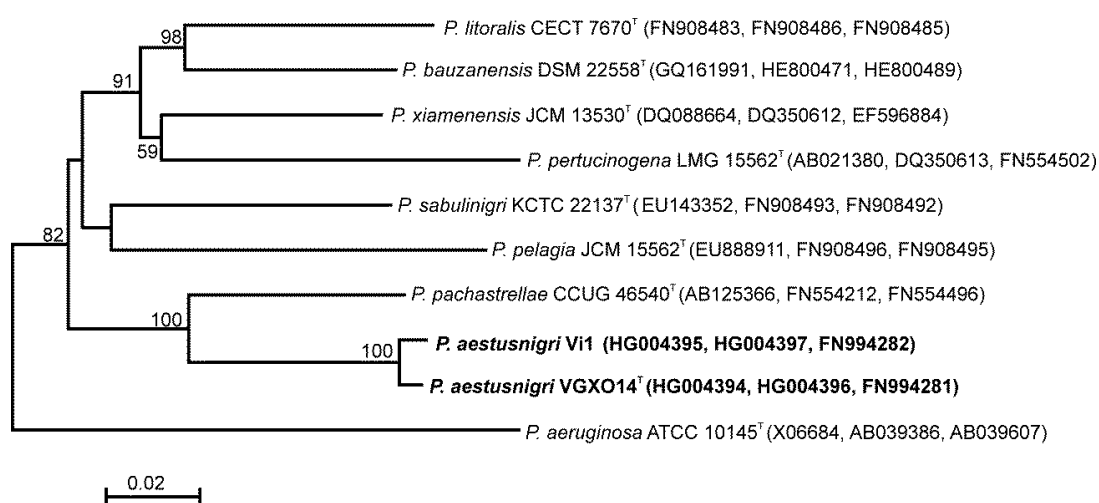 98
P. litoralis CECT 7670ᵀ (FN908483, FN908486, FN908485)
P. bauzanensis DSM 22558ᵀ (GQ161991, HE800471, HE800489)
91
P. xiamenensis JCM 13530ᵀ (DQ088664, DQ350612, EF596884)
59
P. pertucinogena LMG 15562ᵀ (AB021380, DQ350613, FN554502)
P. sabulinigri KCTC 22137ᵀ (EU143352, FN908493, FN908492)
82
P. pelagia JCM 15562ᵀ (EU888911, FN908496, FN908495)
P. pachastrellae CCUG 46540ᵀ (AB125366, FN554212, FN554496)
100
P. aestusnigri Vi1 (HG004395, HG004397, FN994282)
100
P. aestusnigri VGXO14ᵀ (HG004394, HG004396, FN994281)
P. aeruginosa ATCC 10145ᵀ (X06684, AB039386, AB039607)
0.02